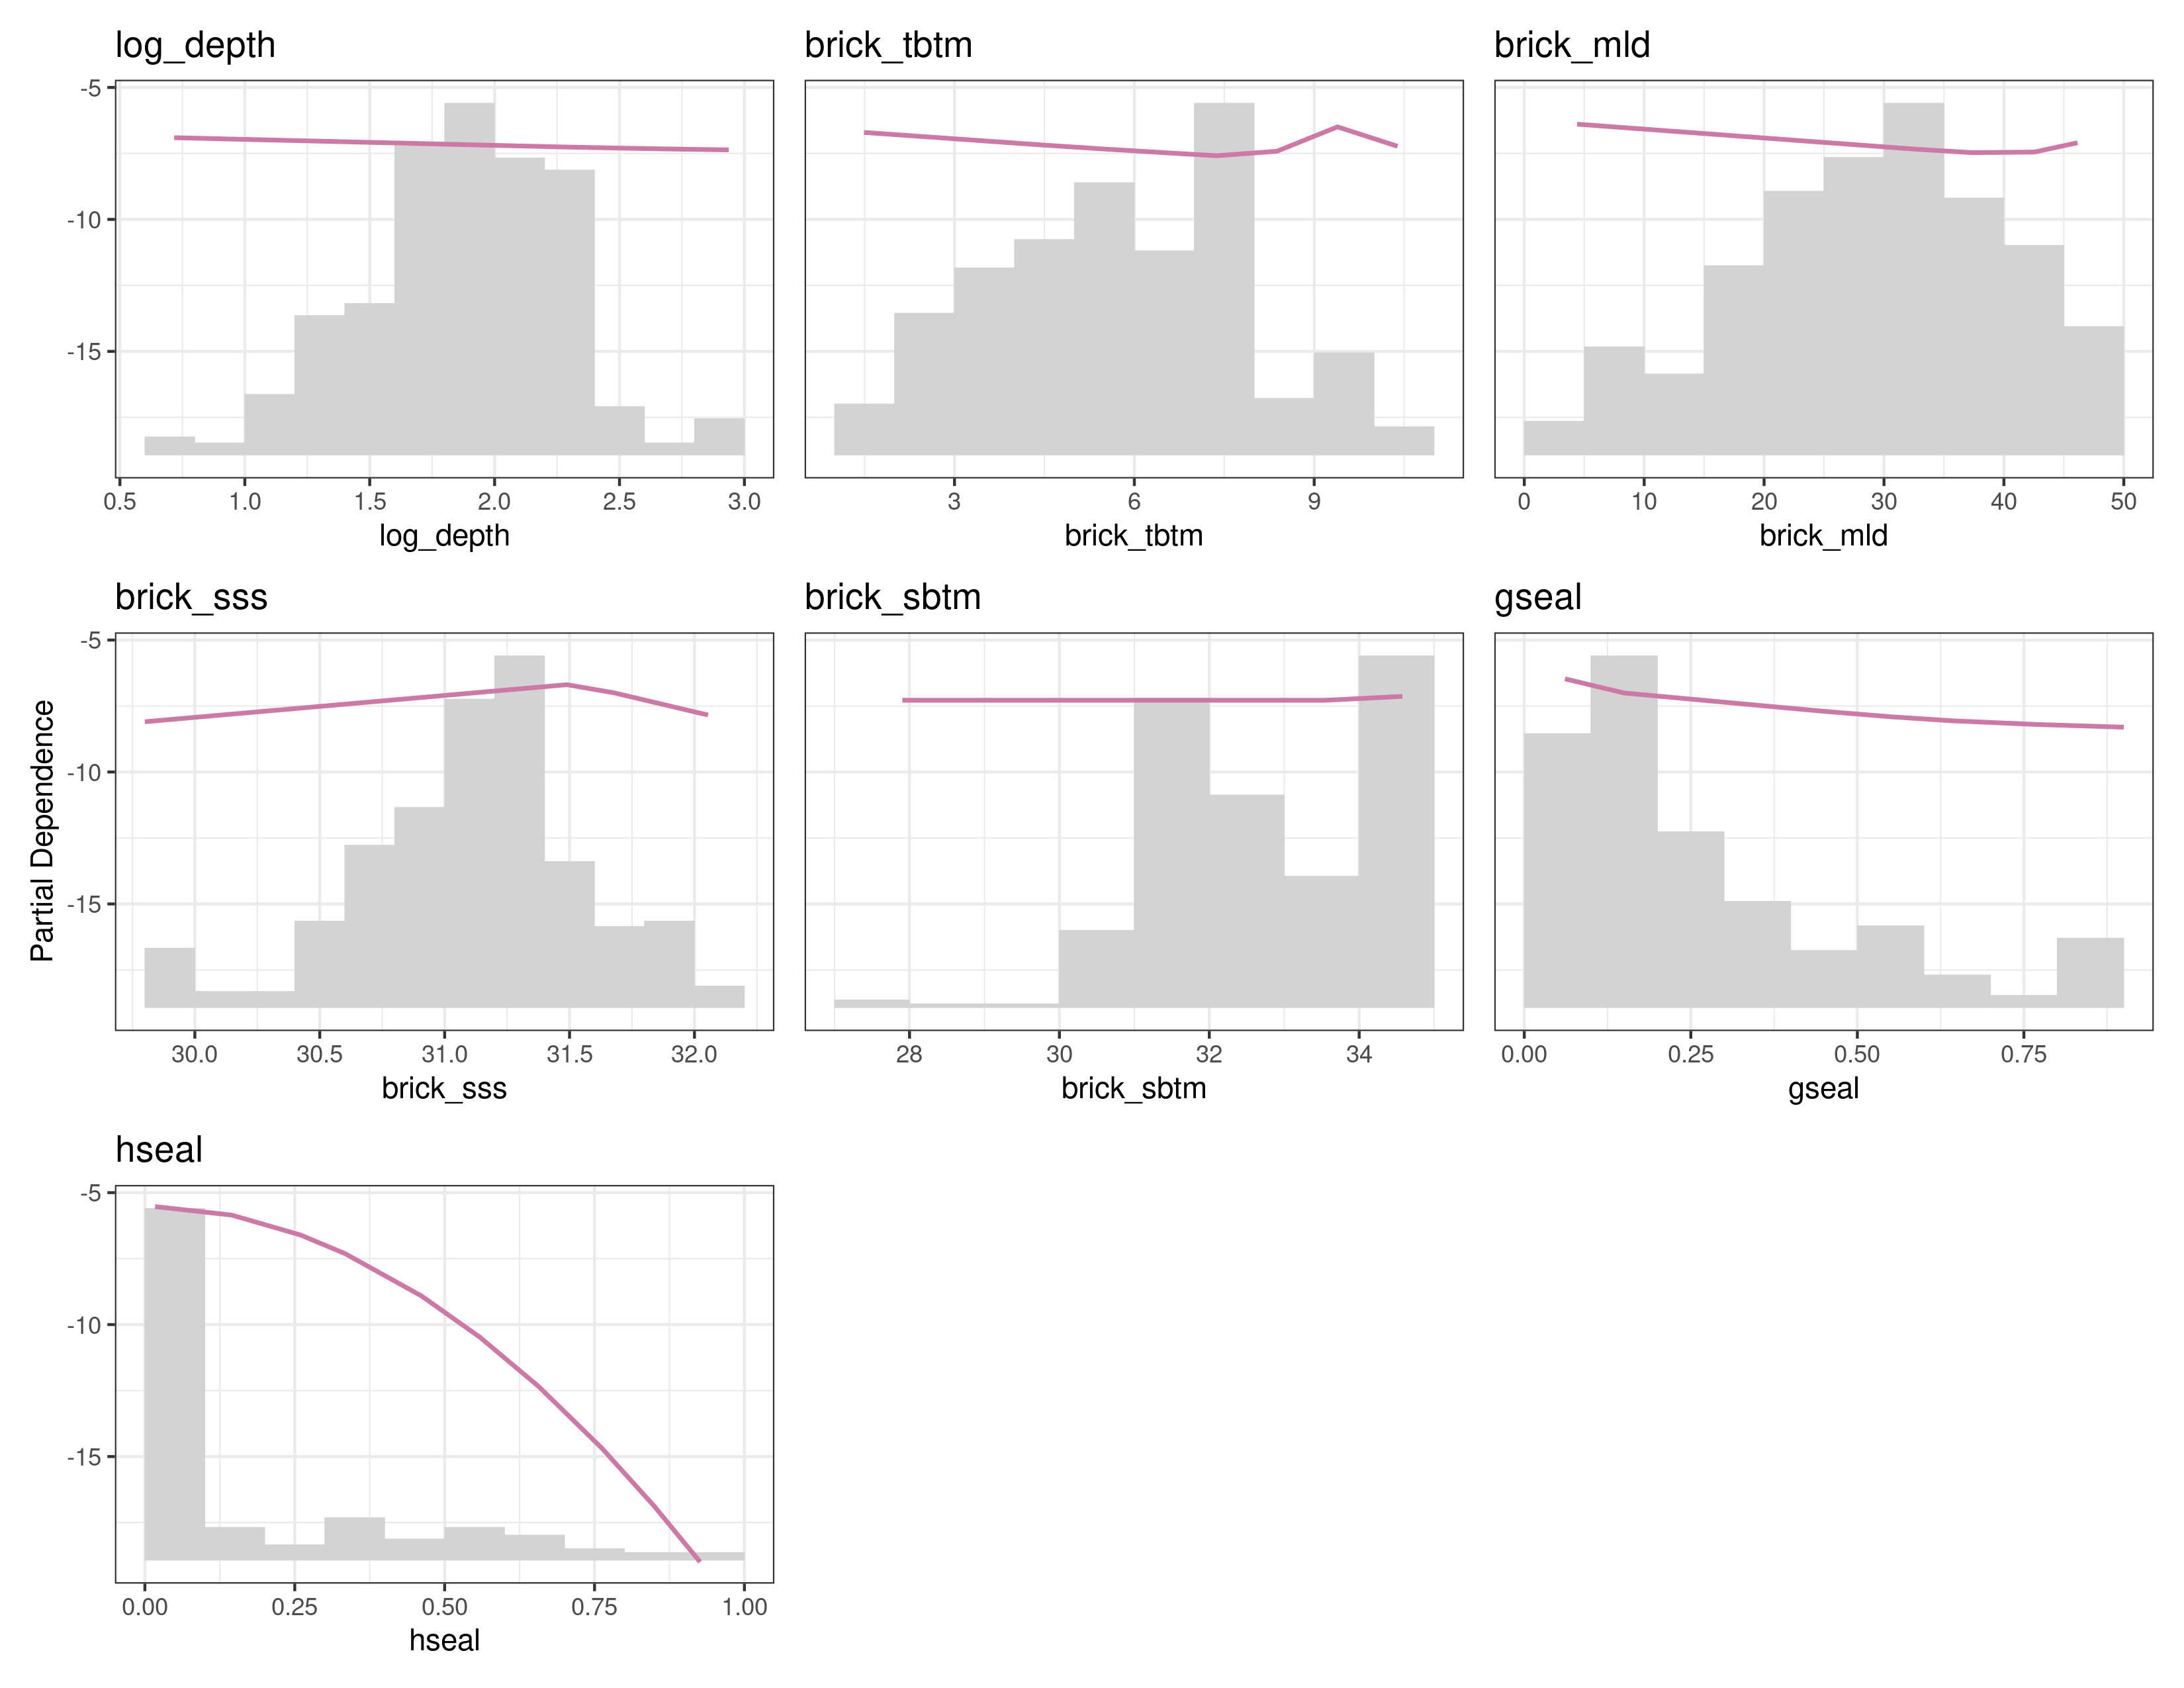 log_depth
brick_tbtm
brick_mld
-5
-10
-15
0.5 1.0 1.5 2.0 2.5 3.0
3 6 9
0 10 20 30 40 50
log_depth
brick_tbtm
brick_mld
brick_sss
brick_sbtm
gseal
Partial Dependence
-5
-10
-15
30.0 30.5 31.0 31.5 32.0
28 30 32 34
0.00 0.25 0.50 0.75
brick_sss
brick_sbtm
gseal
hseal
-5
-10
-15
0.00 0.25 0.50 0.75 1.00
hseal